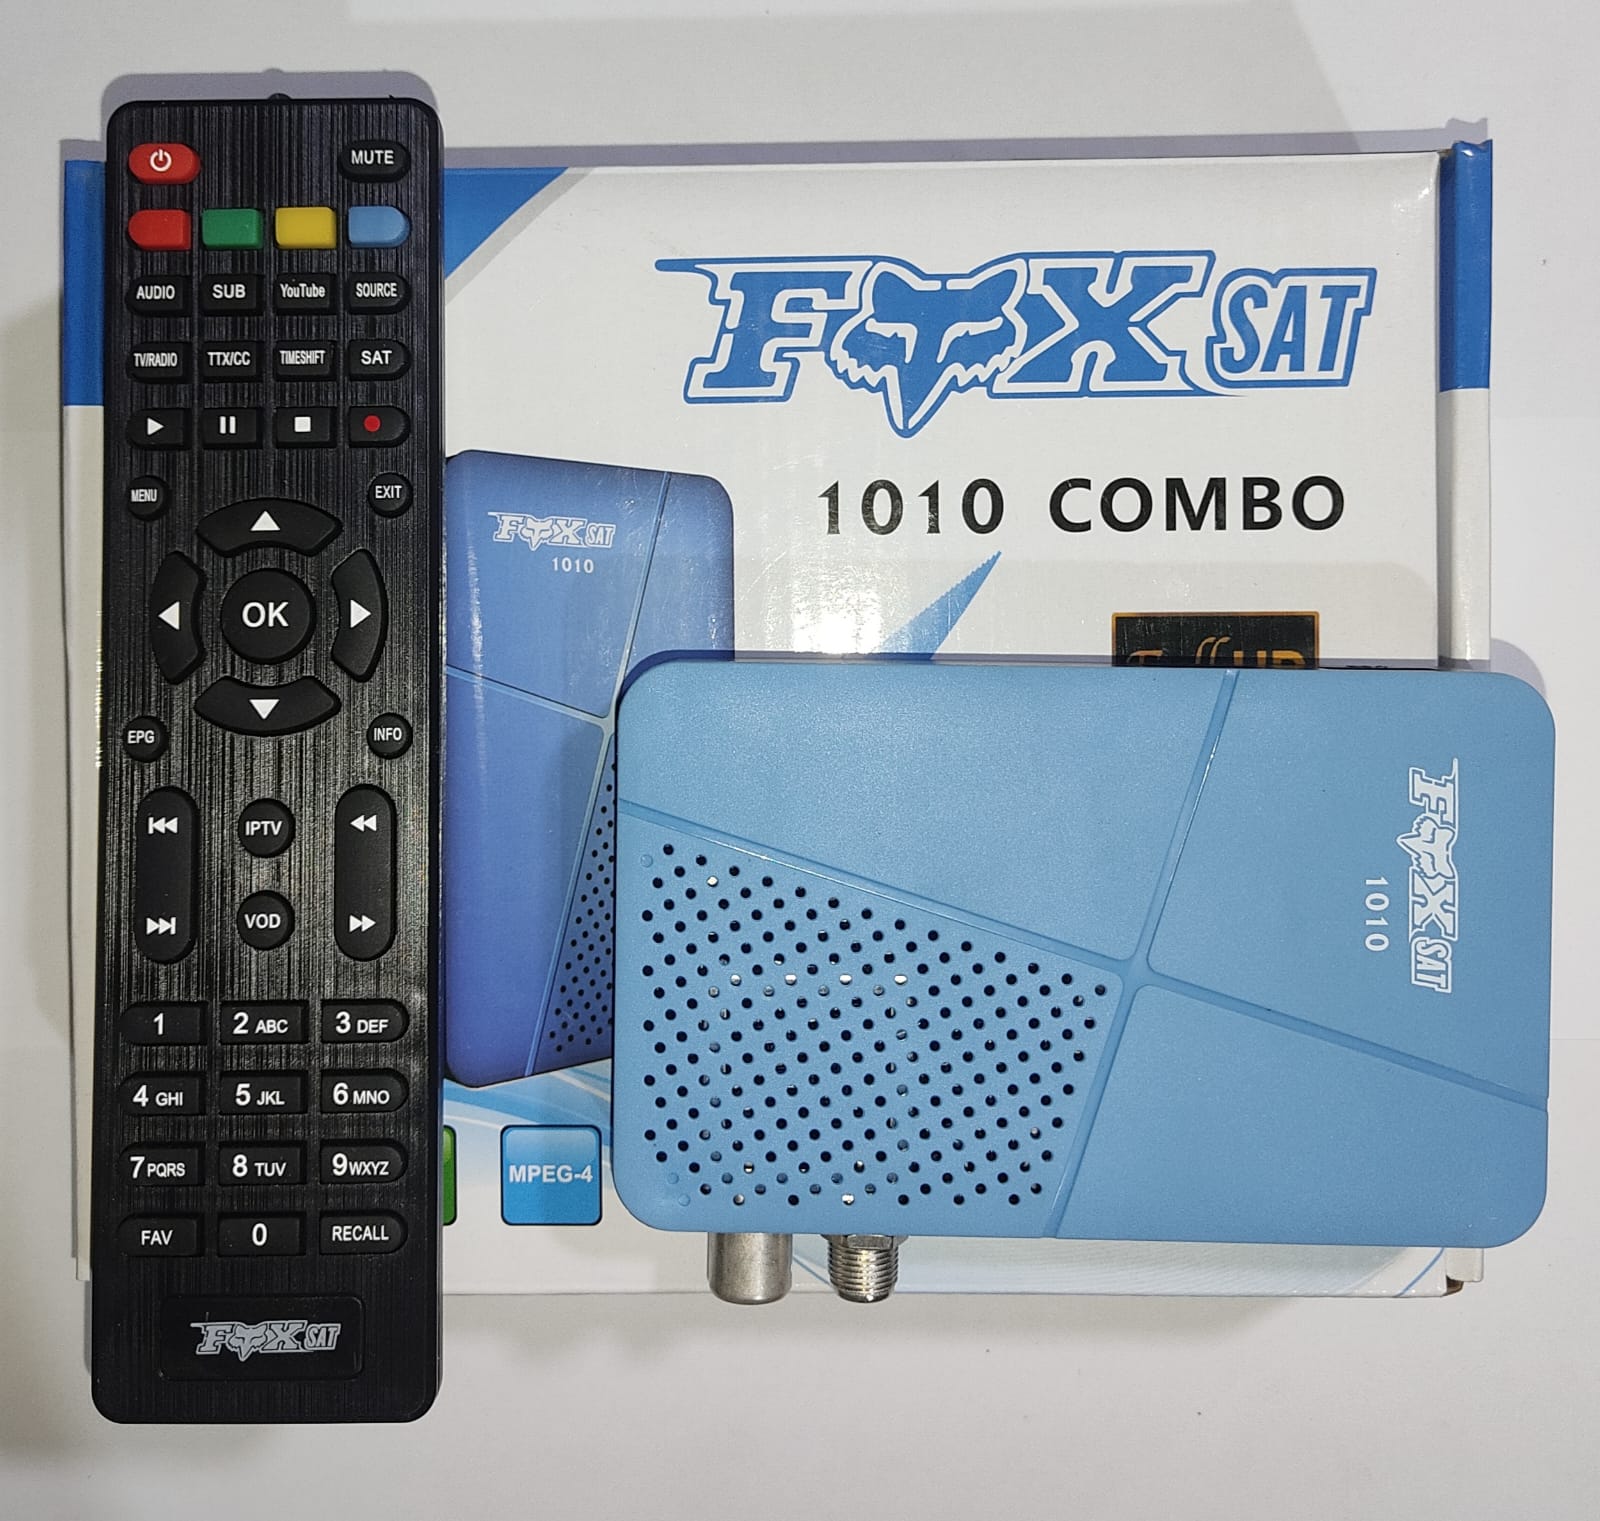 MUTE
AUDIO SUB YouTube SOURCE
TV/RADIO TTX/CC TIMESHIFT SAT
MENU EXIT
OK
EPG INFO
IPTV
VOD
1 2 ABC 3 DEF
4 GHI 5 JKL 6 MNO
7 PQRS 8 TUV 9 WXYZ
FAV 0 RECALL
FOX SAT
FOX SAT
1010 COMBO
FOX SAT
1010
Full HD
MPEG-4
FOX SAT
1010